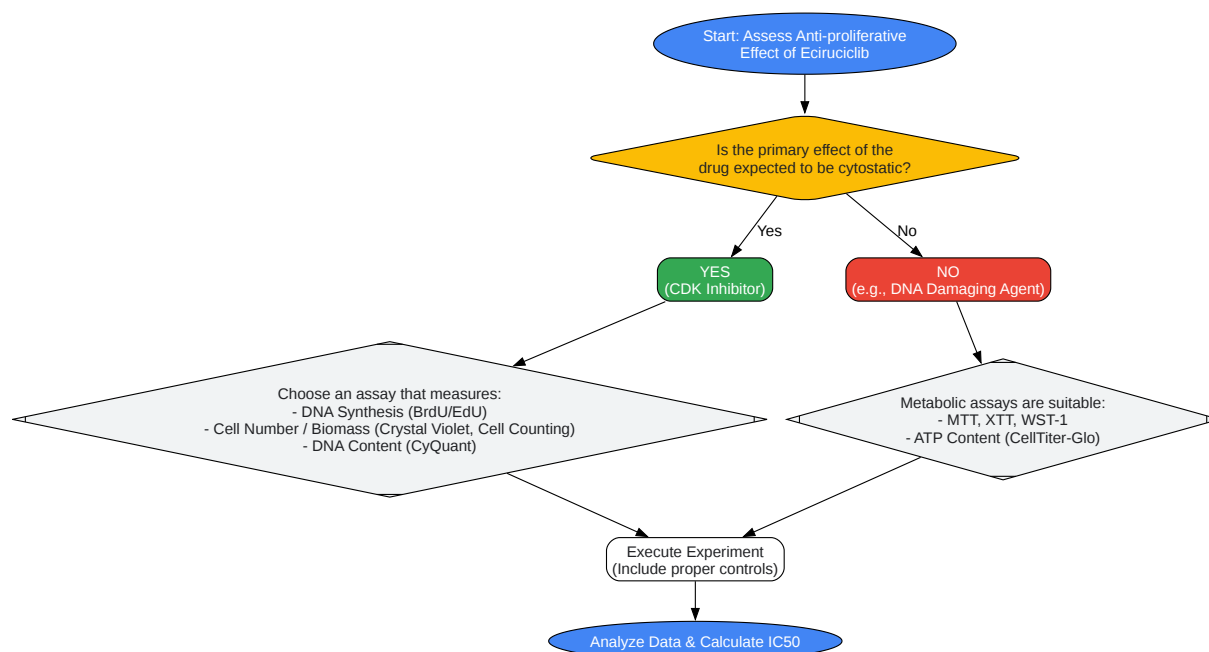 Start: Assess Anti-proliferative
Effect of Eciruciclib
Is the primary effect of the
drug expected to be cytostatic?
Yes
No
YES
(CDK Inhibitor)
NO
(e.g., DNA Damaging Agent)
Choose an assay that measures:
- DNA Synthesis (BrdU/EdU)
- Cell Number / Biomass (Crystal Violet, Cell Counting)
- DNA Content (CyQuant)
Metabolic assays are suitable:
- MTT, XTT, WST-1
- ATP Content (CellTiter-Glo)
Execute Experiment
(Include proper controls)
Analyze Data & Calculate IC50